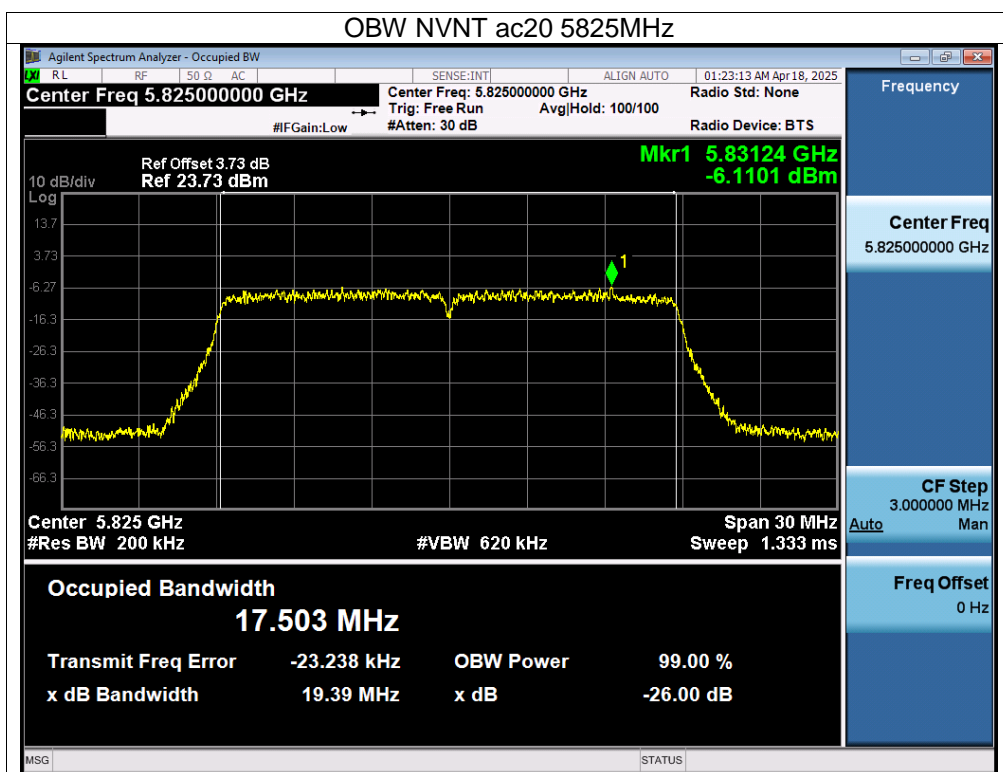 OBW NVNT ac20 5825MHz
Agilent Spectrum Analyzer - Occupied BW
LXI RL RF 50 Ω AC SENSE:INT ALIGN AUTO 01:23:13 AM Apr 18, 2025
Center Freq 5.825000000 GHz
Center Freq: 5.825000000 GHz
Radio Std: None
Trig: Free Run Avg|Hold: 100/100
#IFGain:Low #Atten: 30 dB Radio Device: BTS
Frequency
Mkr1 5.83124 GHz
-6.1101 dBm
Ref Offset 3.73 dB
10 dB/div Ref 23.73 dBm
Log
13.7
3.73
-6.27
-16.3
-26.3
-36.3
-46.3
-56.3
-66.3
1
Center Freq
5.825000000 GHz
Center 5.825 GHz Span 30 MHz
#Res BW 200 kHz #VBW 620 kHz Sweep 1.333 ms
CF Step
3.000000 MHz
Auto Man
Occupied Bandwidth
17.503 MHz
Transmit Freq Error -23.238 kHz OBW Power 99.00 %
x dB Bandwidth 19.39 MHz x dB -26.00 dB
Freq Offset
0 Hz
MSG STATUS